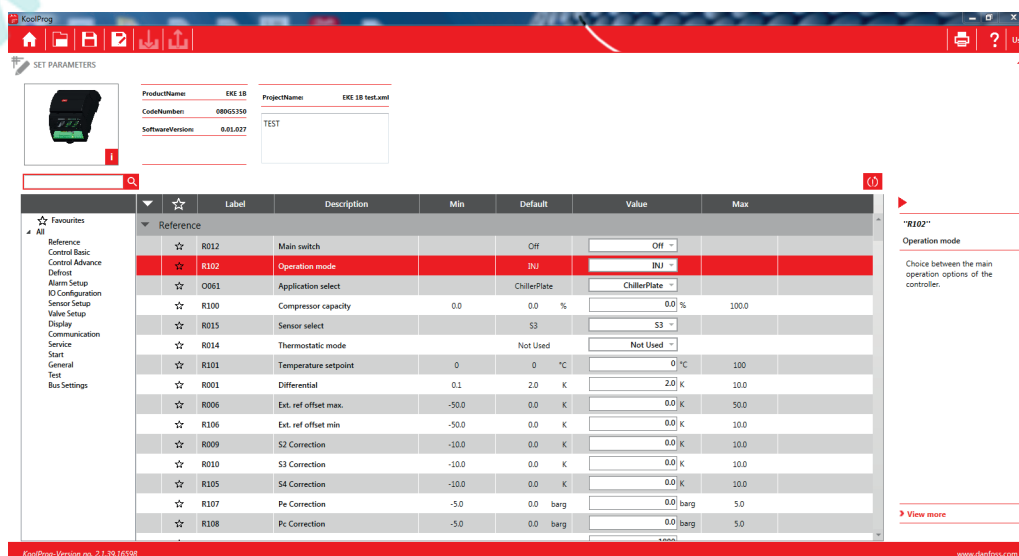 KoolProg
? Us
SET PARAMETERS
ProductName: EKE 1B
CodeNumber: 080G5350
SoftwareVersion: 0.01.027
ProjectName: EKE 1B test.xml
TEST
i
Label Description Min Default Value Max
Favourites
All
Reference
Control Basic
Control Advance
Defrost
Alarm Setup
IO Configuration
Sensor Setup
Valve Setup
Display
Communication
Service
Start
General
Test
Bus Settings
Reference
R012 Main switch Off Off
R102 Operation mode INJ INJ
O061 Application select ChillerPlate ChillerPlate
R100 Compressor capacity 0.0 0.0 % 0.0 % 100.0
R015 Sensor select S3 S3
R014 Thermostatic mode Not Used Not Used
R101 Temperature setpoint 0 0 °C 0 °C 100
R001 Differential 0.1 2.0 K 2.0 K 10.0
R006 Ext. ref offset max. -50.0 0.0 K 0.0 K 50.0
R106 Ext. ref offset min -50.0 0.0 K 0.0 K 10.0
R009 S2 Correction -10.0 0.0 K 0.0 K 10.0
R010 S3 Correction -10.0 0.0 K 0.0 K 10.0
R105 S4 Correction -10.0 0.0 K 0.0 K 10.0
R107 Pe Correction -5.0 0.0 barg 0.0 barg 5.0
R108 Pc Correction -5.0 0.0 barg 0.0 barg 5.0
"R102"
Operation mode
Choice between the main
operation options of the
controller.
View more
KoolProg-Version no. 2.1.39.16598
www.danfoss.com